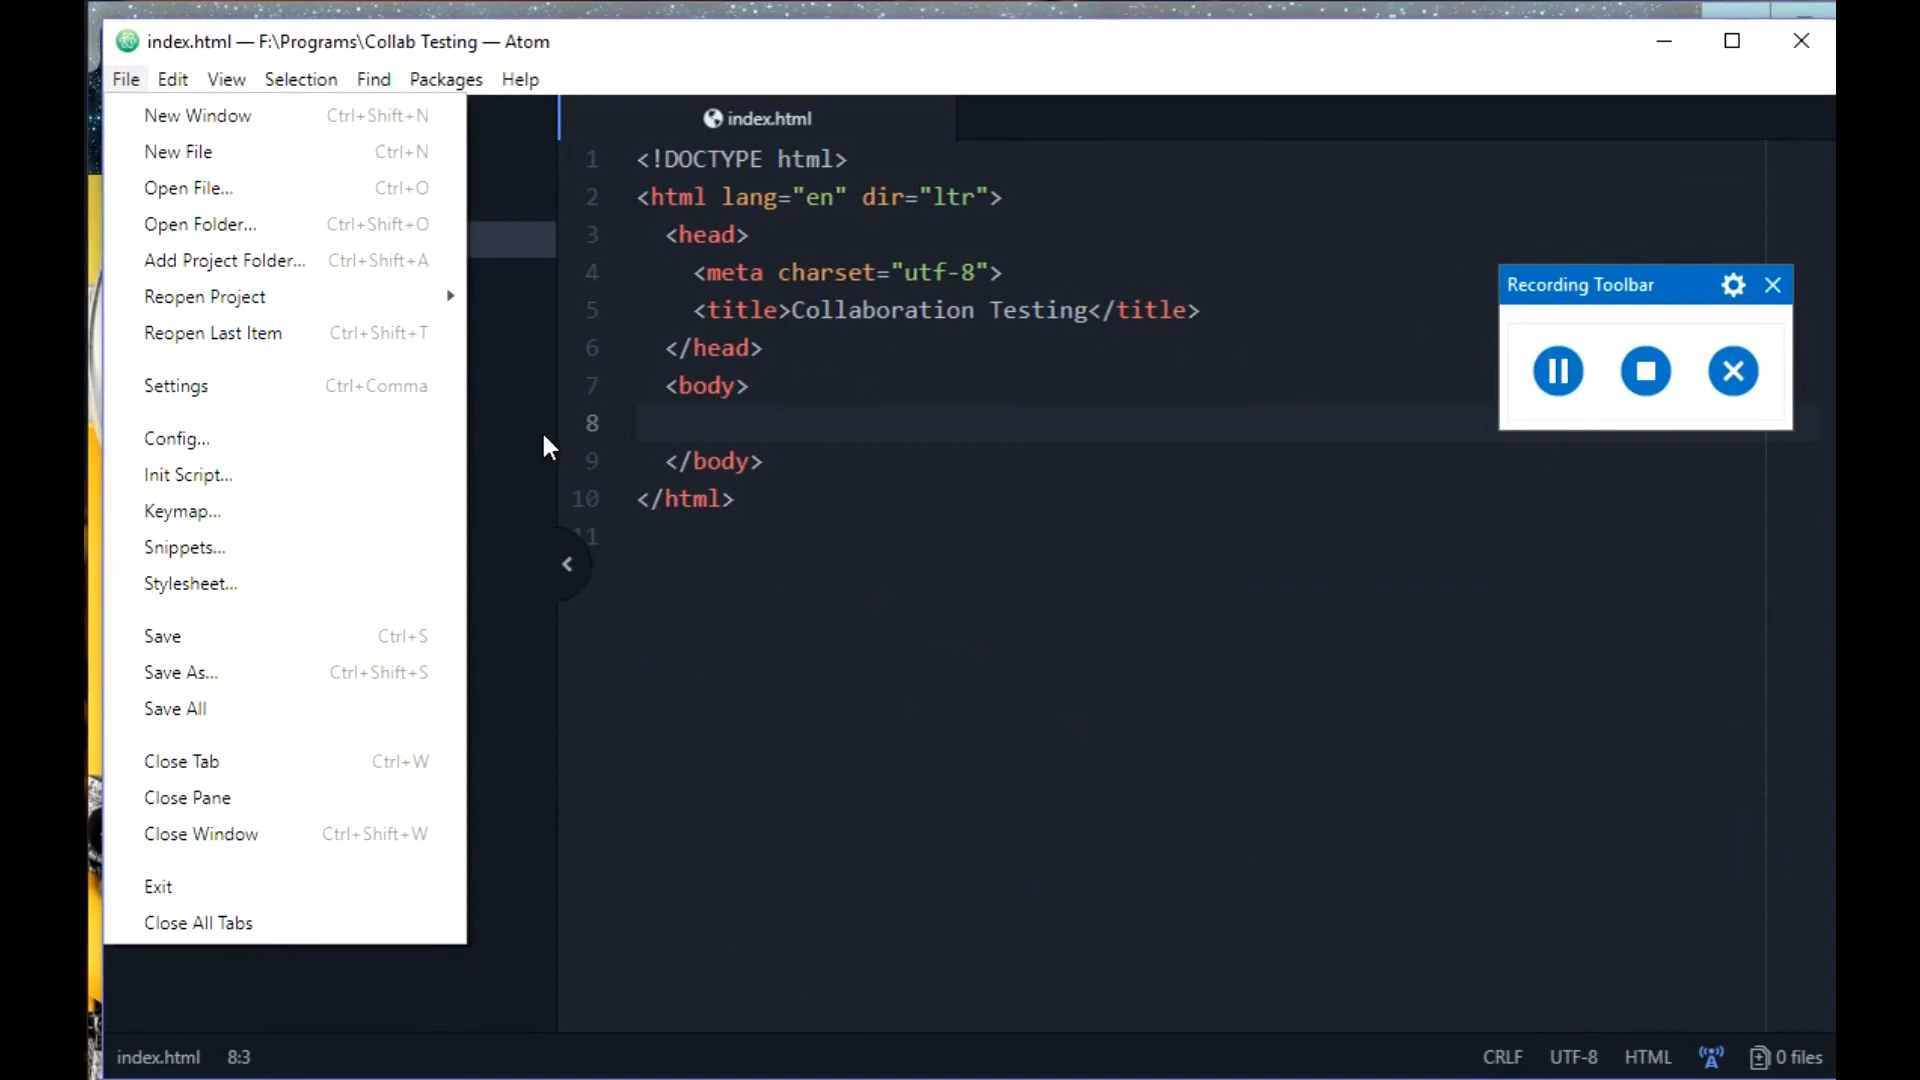 index.html — F:\Programs\Collab Testing — Atom
File Edit View Selection Find Packages Help
New Window Ctrl+Shift+N
New File Ctrl+N
Open File... Ctrl+O
Open Folder... Ctrl+Shift+O
Add Project Folder... Ctrl+Shift+A
Reopen Project
Reopen Last Item Ctrl+Shift+T
Settings Ctrl+Comma
Config...
Init Script...
Keymap...
Snippets...
Stylesheet...
Save Ctrl+S
Save As... Ctrl+Shift+S
Save All
Close Tab Ctrl+W
Close Pane
Close Window Ctrl+Shift+W
Exit
Close All Tabs
index.html
1 <!DOCTYPE html>
2 <html lang="en" dir="ltr">
3 <head>
4 <meta charset="utf-8">
5 <title>Collaboration Testing</title>
6 </head>
7 <body>
8
9 </body>
10 </html>
11
Recording Toolbar
index.html 8:3
CRLF UTF-8 HTML 0 files